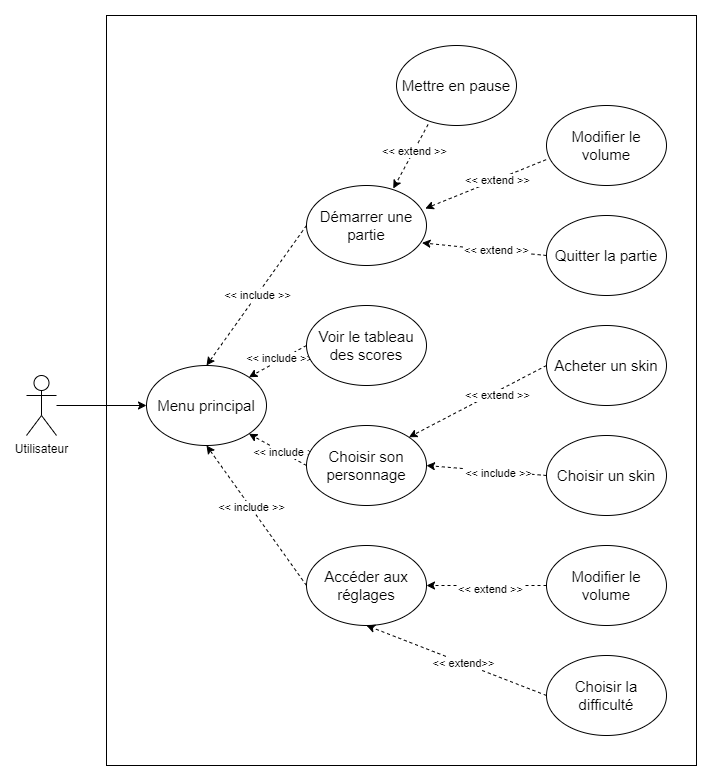 Mettre en pause
<< extend >>
Modifier le
volume
<< extend >>
Démarrer une
partie
<< extend >>
Quitter la partie
<< include >>
Voir le tableau
des scores
<< include >
Acheter un skin
<< extend >>
Menu principal
Utilisateur
<< include
Choisir son
personnage
<< include >>
Choisir un skin
<< include >>
Accéder aux
réglages
<< extend >>
Modifier le
volume
<< extend>>
Choisir la
difficulté